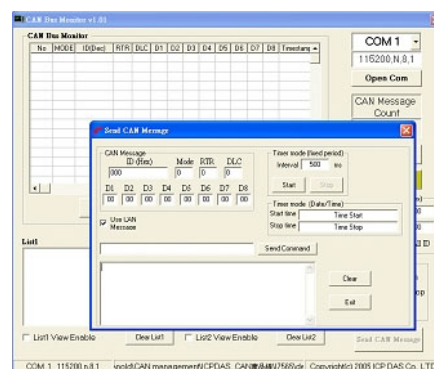 CAN Bus Monitor v1.01
CAN Bus Monitor
No MODE ID(Dec) RTR DLC D1 D2 D3 D4 D5 D6 D7 D8 Timestamp
COM 1
115200,N,8,1
Open Com
CAN Message
Count
Send CAN Message
CAN Message
ID (Hex) Mode RTR DLC
000 0 0 0
D1 D2 D3 D4 D5 D6 D7 D8
00 00 00 00 00 00 00 00
Use CAN
Message
Timer mode (fixed period)
Interval 500 ms
Start Stop
Timer mode (Date/Time)
Start time Time Start
Stop time Time Stop
Send Command
Clear
Exit
List1
List1 View Enable
Clear List1
List2 View Enable
Clear List2
Send CAN Message
COM 1 115200,n,8,1
Copyright(c) 2005 ICP DAS Co. LTD